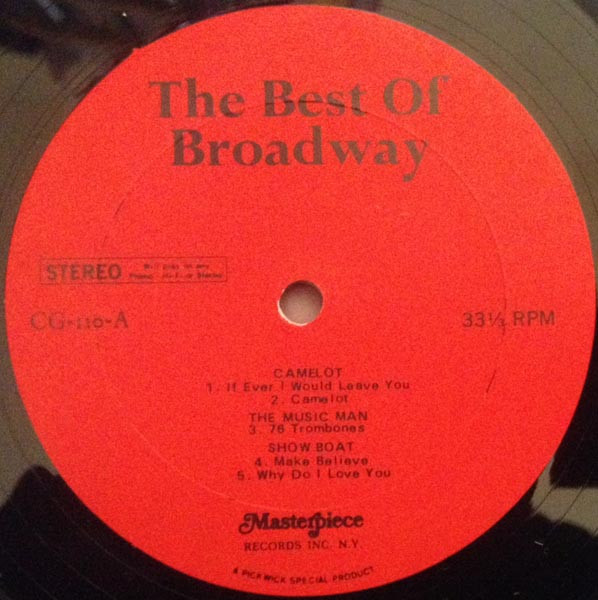 The Best Of
Broadway
STEREO
CG-110-A
33⅓ RPM
CAMELOT
1. If Ever I Would Leave You
2. Camelot
THE MUSIC MAN
3. 76 Trombones
SHOW BOAT
4. Make Believe
5. Why Do I Love You
Masterpiece
RECORDS INC. N.Y.
A PICKWICK SPECIAL PRODUCT